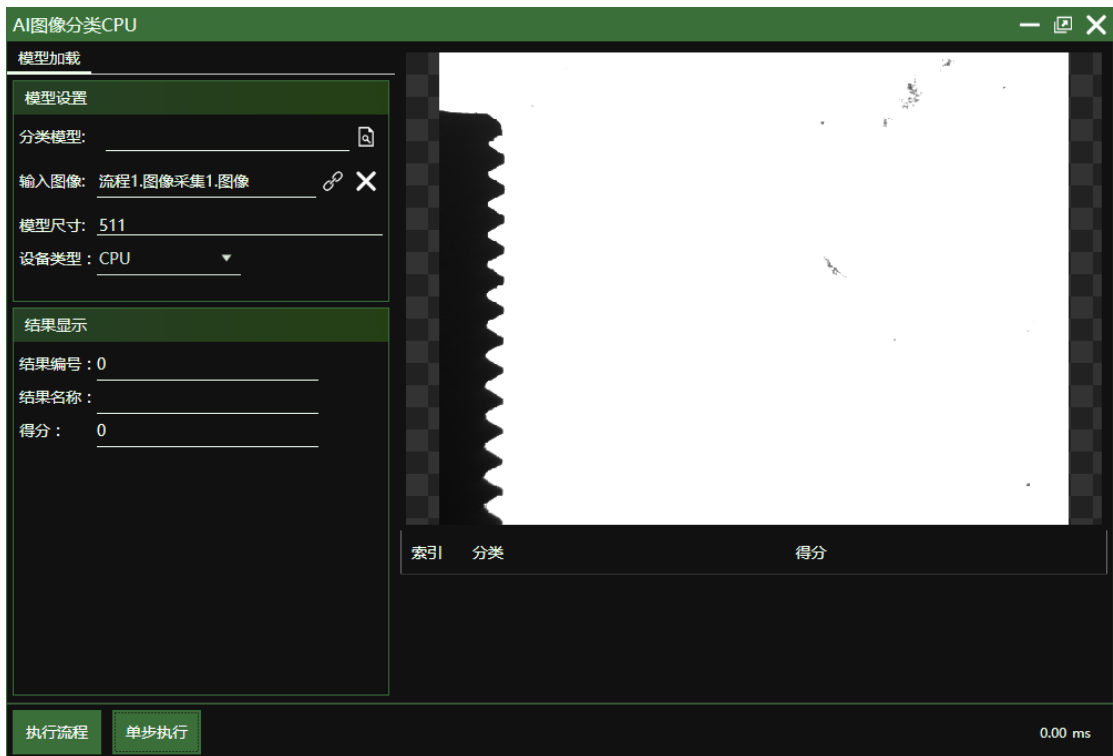 AI图像分类CPU
模型加载
模型设置
分类模型:
输入图像: 流程1.图像采集1.图像
模型尺寸: 511
设备类型：CPU
结果显示
结果编号：0
结果名称：
得分： 0
索引 分类 得分
执行流程 单步执行 0.00 ms